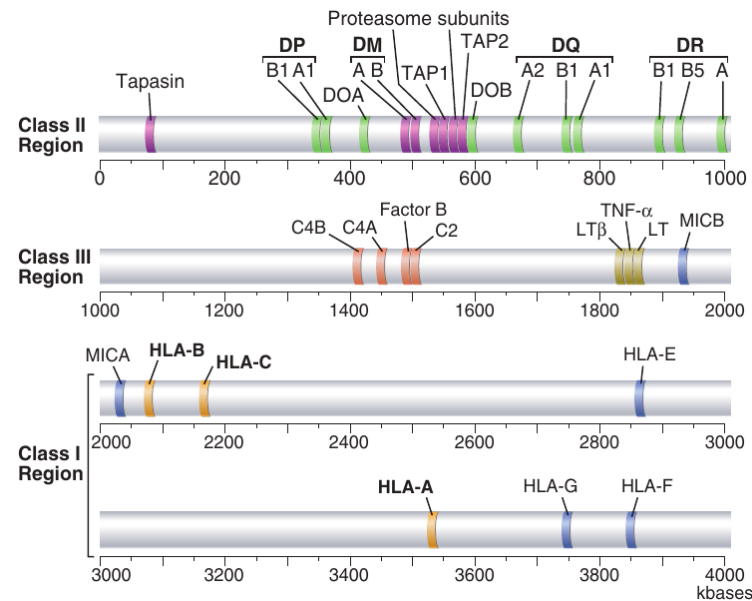 Proteasome subunits
DP DM TAP2 DQ DR
B1 A1 A B TAP1 A2 B1 A1 B1 B5 A
Tapasin DOA DOB
Class II
Region
0 200 400 600 800 1000
TNF-α
Factor B
C4B C4A C2 LTβ LT MICB
Class III
Region
1000 1200 1400 1600 1800 2000
MICA HLA-B HLA-C HLA-E
2000 2200 2400 2600 2800 3000
Class I
Region
HLA-A HLA-G HLA-F
3000 3200 3400 3600 3800 4000
kbases